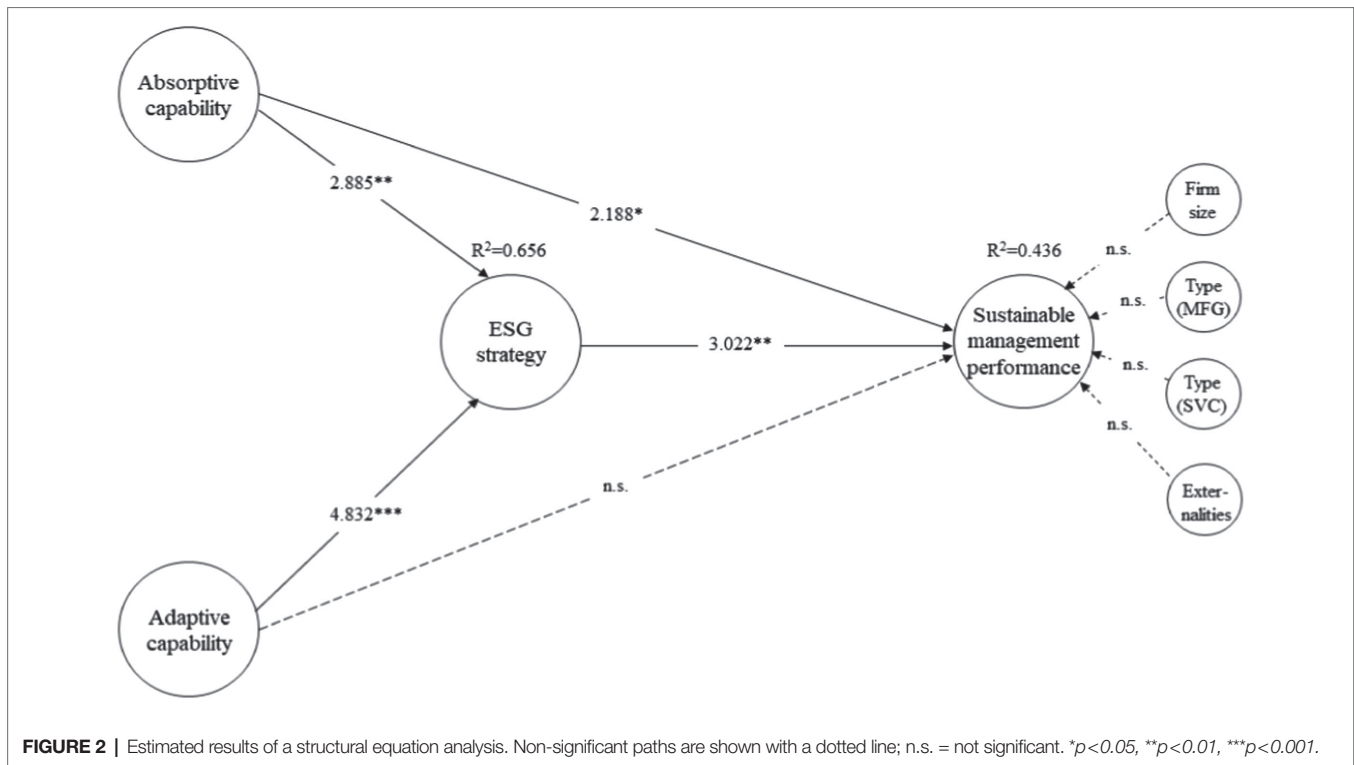 Absorptive
capability
2.885**
2.188*
R²=0.656
ESG
strategy
3.022**
4.832***
n.s.
Adaptive
capability
R²=0.436
Sustainable
management
performance
Firm
size
n.s.
Type
(MFG)
n.s.
Type
(SVC)
n.s.
Exter-
nalities
n.s.
FIGURE 2 | Estimated results of a structural equation analysis. Non-significant paths are shown with a dotted line; n.s. = not significant. *p<0.05, **p<0.01, ***p<0.001.